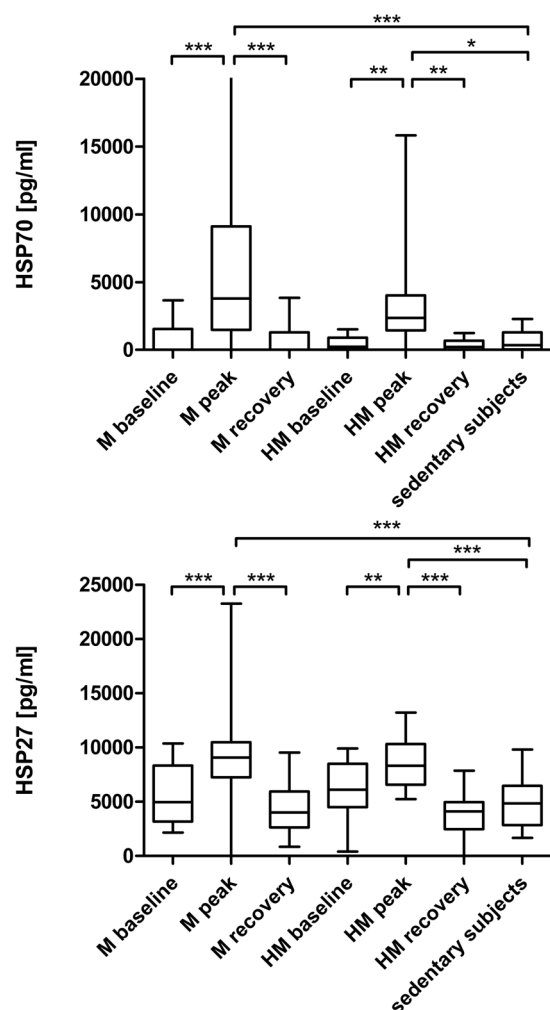 ***
*
*** *** ** **
20000
15000
10000
5000
0
HSP70 [pg/ml]
M baseline
M peak
M recovery
HM baseline
HM peak
HM recovery
sedentary subjects
***
***
*** *** ** ***
25000
20000
15000
10000
5000
0
HSP27 [pg/ml]
M baseline
M peak
M recovery
HM baseline
HM peak
HM recovery
sedentary subjects